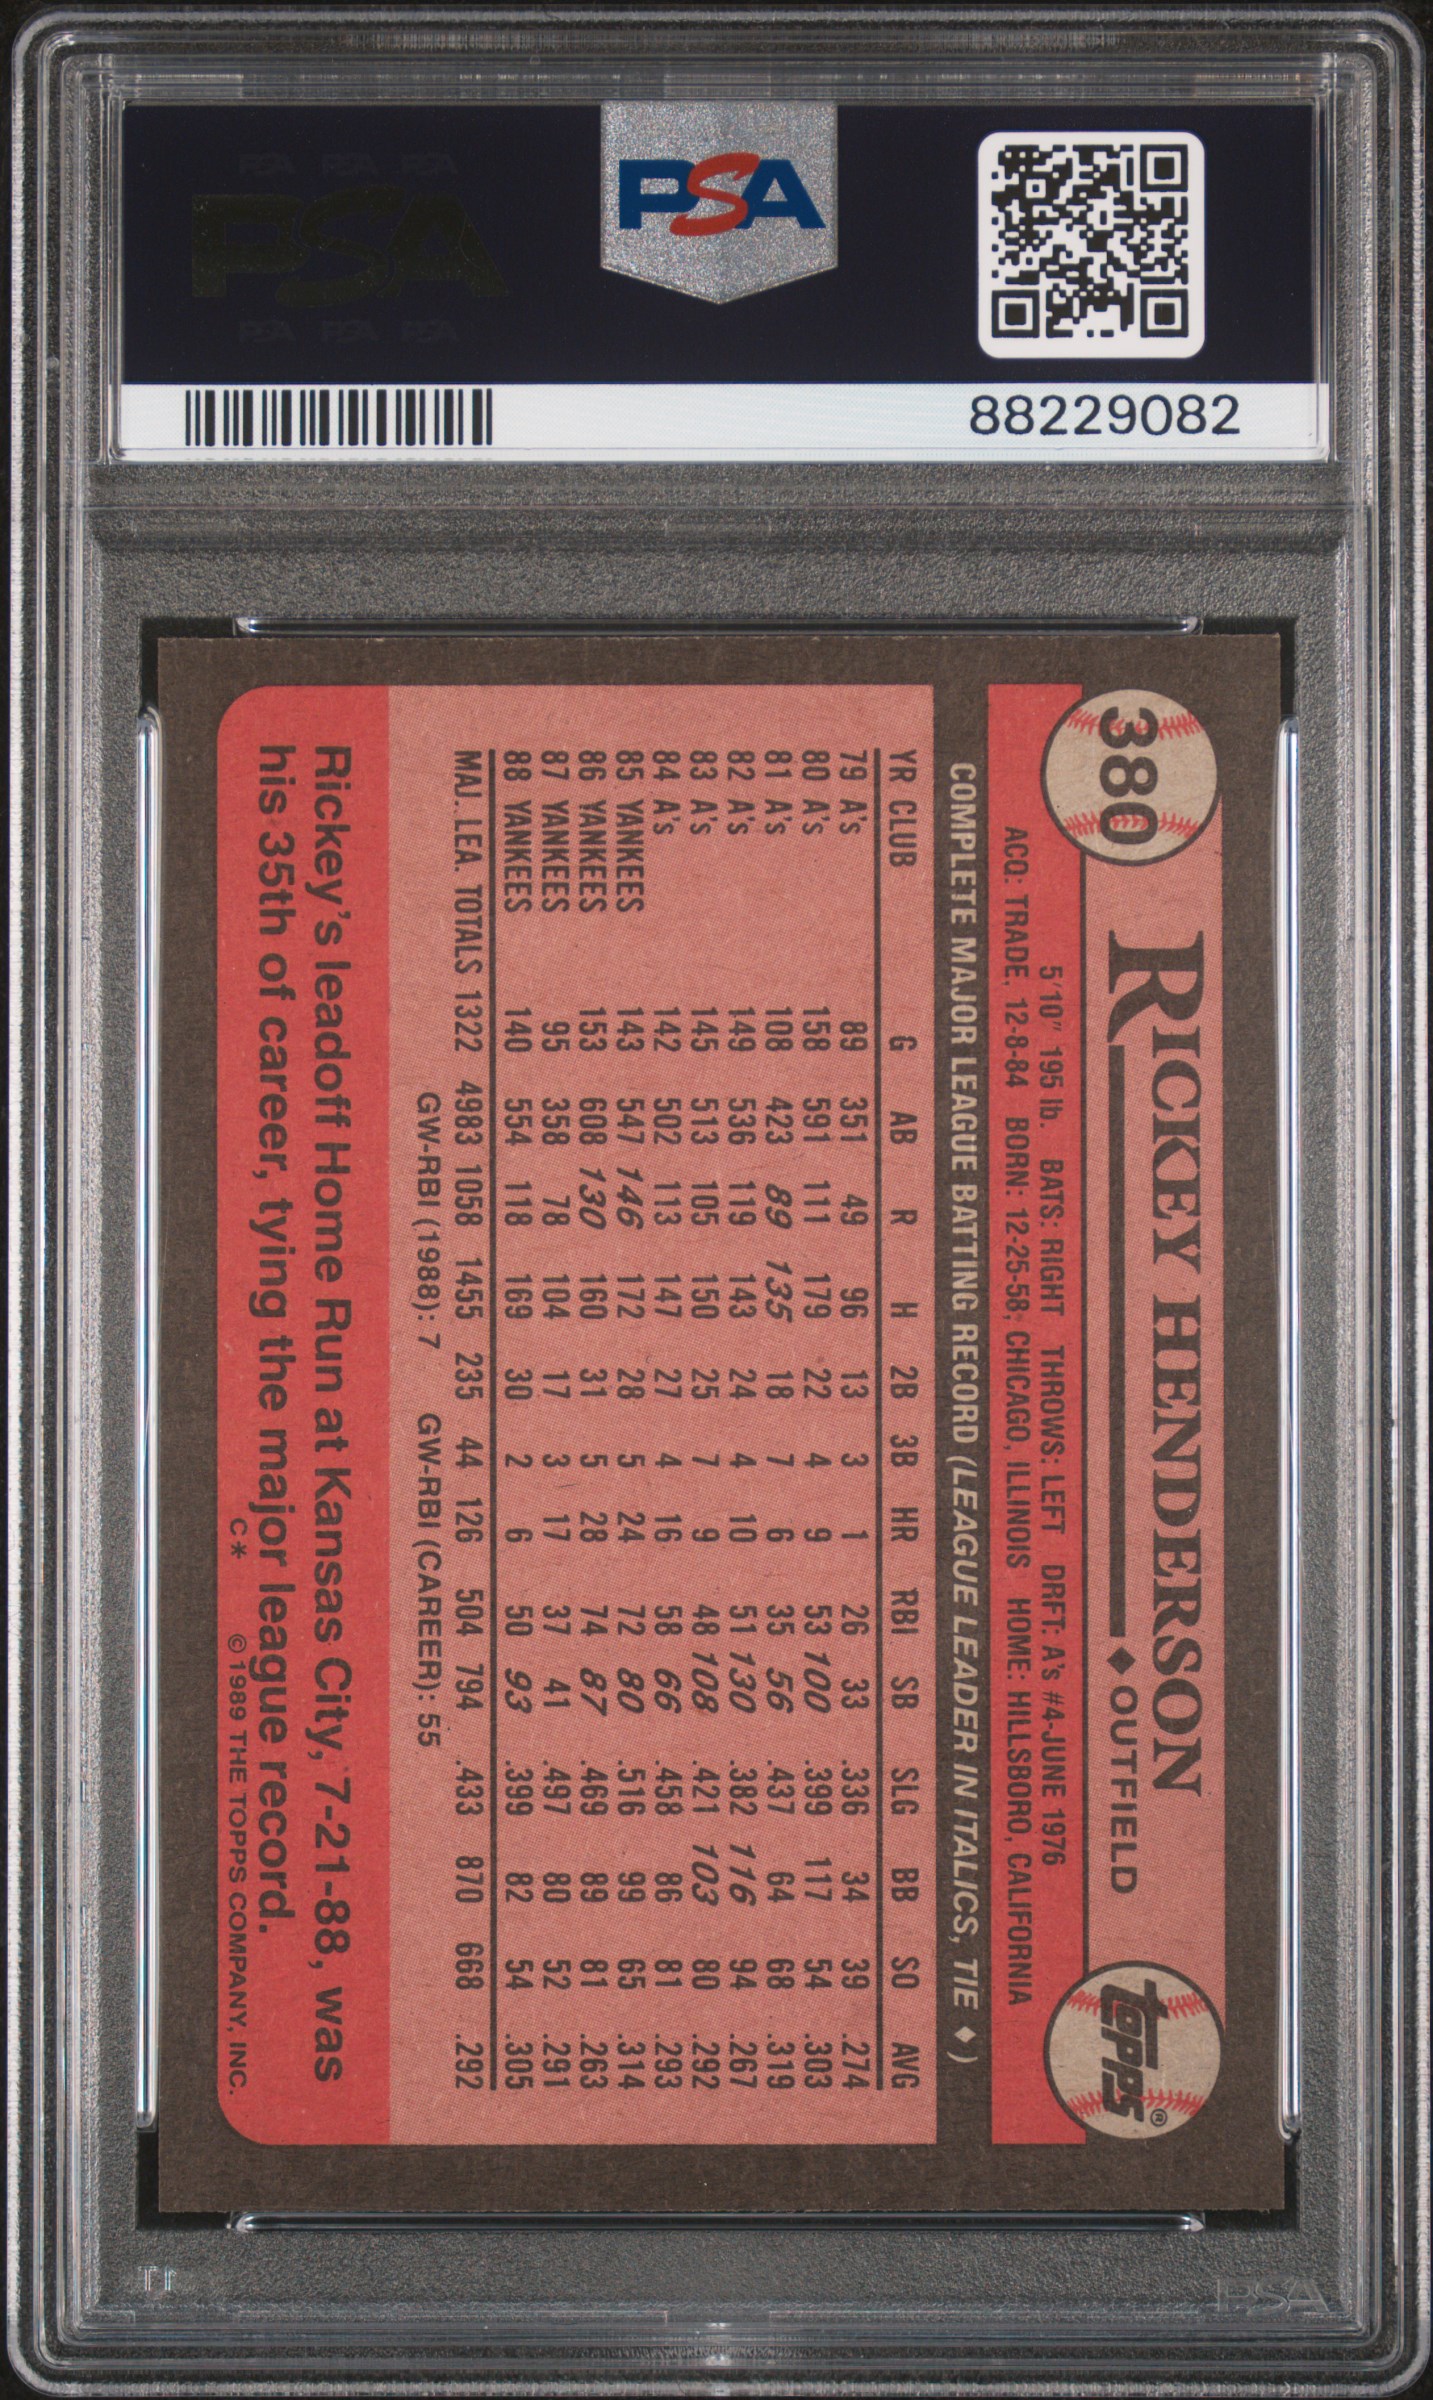 PSA PSA PSA
PSA
PSA PSA PSA
PSA
88229082
380
RICKEY HENDERSON
◆ OUTFIELD
topps®
5'10" 195 lb. BATS: RIGHT THROWS: LEFT DRFT: A's #4-JUNE 1976
ACQ: TRADE, 12-8-84 BORN: 12-25-58, CHICAGO, ILLINOIS HOME: HILLSBORO, CALIFORNIA
COMPLETE MAJOR LEAGUE BATTING RECORD (LEAGUE LEADER IN ITALICS, TIE ◆)
YR CLUB G AB R H 2B 3B HR RBI SB SLG BB SO AVG
79 A's 89 351 49 96 13 3 1 26 33 .336 34 39 .274
80 A's 158 591 111 179 22 4 9 53 100 .399 117 54 .303
81 A's 108 423 89 135 18 7 6 35 56 .437 64 68 .319
82 A's 149 536 119 143 24 4 10 51 130 .382 116 94 .267
83 A's 145 513 105 150 25 7 9 48 108 .421 103 80 .292
84 A's 142 502 113 147 27 4 16 58 66 .458 86 81 .293
85 YANKEES 143 547 146 172 28 5 24 72 80 .516 99 65 .314
86 YANKEES 153 608 130 160 31 5 28 74 87 .469 89 81 .263
87 YANKEES 95 358 78 104 17 3 17 37 41 .497 80 52 .291
88 YANKEES 140 554 118 169 30 2 6 50 93 .399 82 54 .305
MAJ. LEA. TOTALS 1322 4983 1058 1455 235 44 126 504 794 .433 870 668 .292
GW-RBI (1988): 7 GW-RBI (CAREER): 55
Rickey's leadoff Home Run at Kansas City, 7-21-88, was
his 35th of career, tying the major league record.
C* © 1989 THE TOPPS COMPANY, INC.
PSA